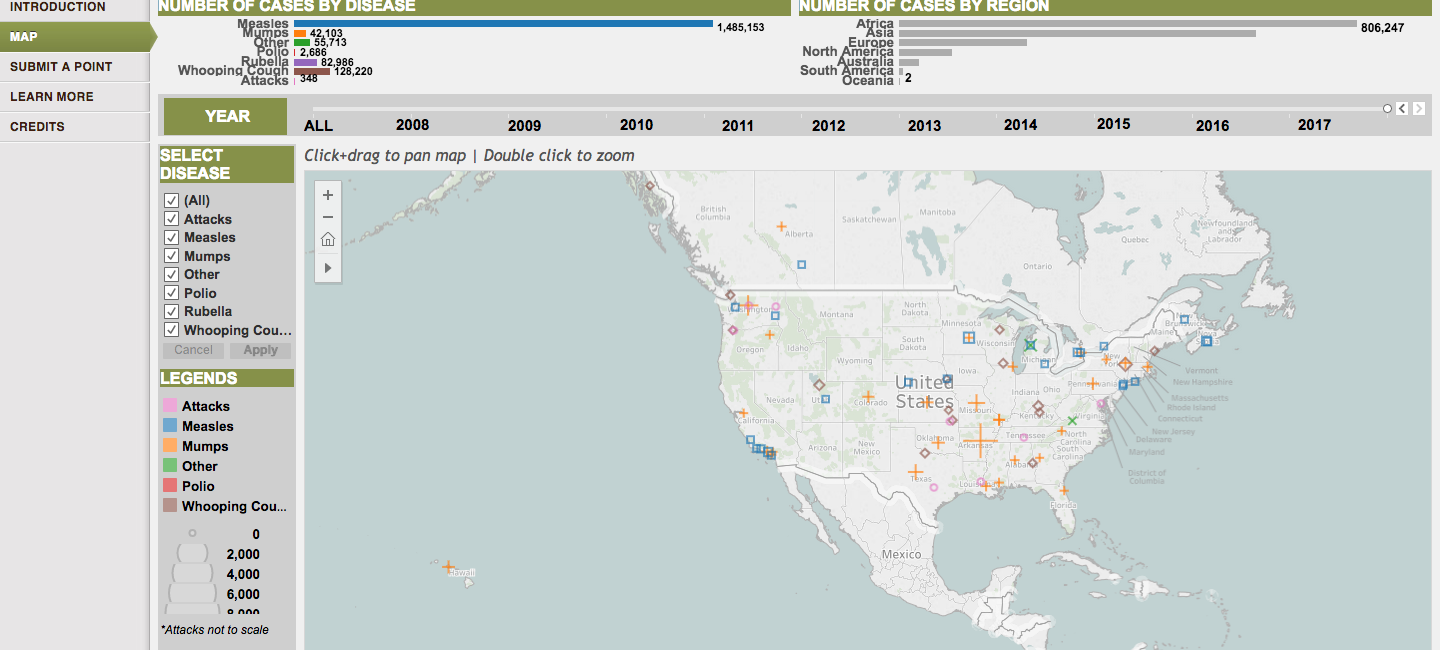 INTRODUCTION
MAP
SUBMIT A POINT
LEARN MORE
CREDITS
NUMBER OF CASES BY DISEASE
Measles 1,485,153
Mumps 42,103
Other 55,713
Polio 2,686
Rubella 82,986
Whooping Cough 128,220
Attacks 348
NUMBER OF CASES BY REGION
Africa 806,247
Asia
Europe
North America
Australia
South America
Oceania 2
YEAR
ALL 2008 2009 2010 2011 2012 2013 2014 2015 2016 2017
SELECT
DISEASE
(All)
Attacks
Measles
Mumps
Other
Polio
Rubella
Whooping Cou...
Cancel Apply
LEGENDS
Attacks
Measles
Mumps
Other
Polio
Whooping Cou...
0
2,000
4,000
6,000
8,000
*Attacks not to scale
Click+drag to pan map | Double click to zoom
British
Columbia
Alberta
Saskatchewan
Manitoba
Ontario
Quebec
Newfoundland
and
Labrador
New
Brunswick
Nova
Maine
Washington
Montana
North
Dakota
Minnesota
Oregon
Idaho
South
Dakota
Wisconsin
Michigan
New
York
Wyoming
Iowa
Nevada
Utah
Colorado
United
States
Indiana
Ohio
Pennsylvania
California
Missouri
Kentucky
Virginia
Arizona
New
Mexico
Oklahoma
Arkansas
Tennessee
North
Carolina
South
Carolina
Alabama
Texas
Louisiana
Florida
Vermont
New Hampshire
Massachusetts
Rhode Island
Connecticut
New Jersey
Delaware
Maryland
District of
Columbia
Mexico
Hawaii